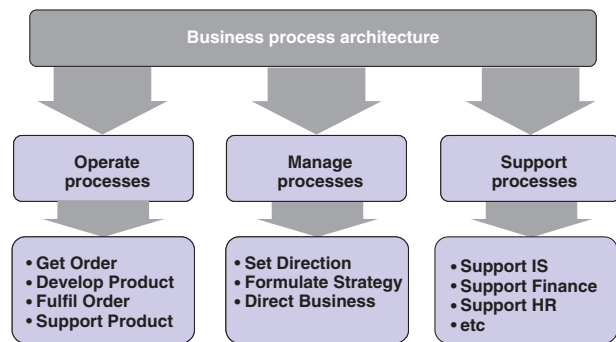 Business process architecture
Operate
processes
Manage
processes
Support
processes
• Get Order
• Develop Product
• Fulfil Order
• Support Product
• Set Direction
• Formulate Strategy
• Direct Business
• Support IS
• Support Finance
• Support HR
• etc